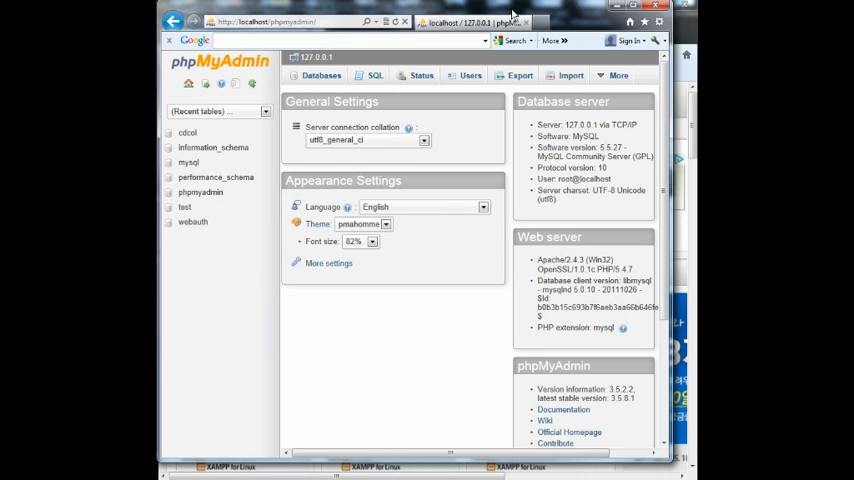 http://localhost/phpmyadmin/
localhost / 127.0.0.1 | phpM...
Google
Search
More »
Sign In
phpMyAdmin
127.0.0.1
Databases
SQL
Status
Users
Export
Import
More
(Recent tables) ...
cdcol
information_schema
mysql
performance_schema
phpmyadmin
test
webauth
General Settings
Server connection collation :
utf8_general_ci
Appearance Settings
Language : English
Theme: pmahomme
Font size: 82%
More settings
Database server
Server: 127.0.0.1 via TCP/IP
Software: MySQL
Software version: 5.5.27 -
MySQL Community Server (GPL)
Protocol version: 10
User: root@localhost
Server charset: UTF-8 Unicode
(utf8)
Web server
Apache/2.4.3 (Win32)
OpenSSL/1.0.1c PHP/5.4.7
Database client version: libmysql
- mysqlnd 5.0.10 - 20111026 -
$Id:
b0b3b15c693b7f6aeb3aa66b646fe
$
PHP extension: mysql
phpMyAdmin
Version information: 3.5.2.2,
latest stable version: 3.5.8.1
Documentation
Wiki
Official Homepage
Contribute
XAMPP for Linux
XAMPP for Linux
XAMPP for Linux